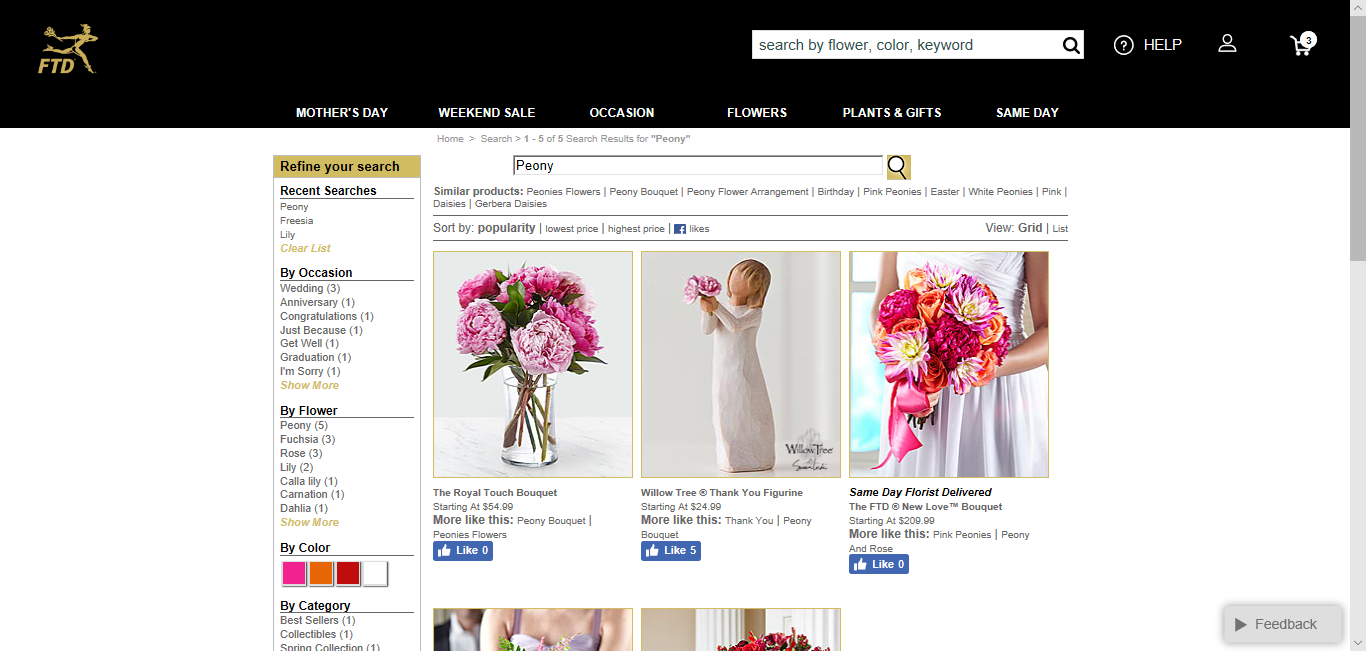 FTD
search by flower, color, keyword
? HELP
3
MOTHER'S DAY WEEKEND SALE OCCASION FLOWERS PLANTS & GIFTS SAME DAY
Home > Search > 1 - 5 of 5 Search Results for "Peony"
Refine your search
Recent Searches
Peony
Freesia
Lily
Clear List
By Occasion
Wedding (3)
Anniversary (1)
Congratulations (1)
Just Because (1)
Get Well (1)
Graduation (1)
I'm Sorry (1)
Show More
By Flower
Peony (5)
Fuchsia (3)
Rose (3)
Lily (2)
Calla lily (1)
Carnation (1)
Dahlia (1)
Show More
By Color
By Category
Best Sellers (1)
Collectibles (1)
Spring Collection (1)
Peony
Similar products: Peonies Flowers | Peony Bouquet | Peony Flower Arrangement | Birthday | Pink Peonies | Easter | White Peonies | Pink |
Daisies | Gerbera Daisies
Sort by: popularity | lowest price | highest price | f likes View: Grid | List
Willow Tree
The Royal Touch Bouquet
Starting At $54.99
More like this: Peony Bouquet |
Peonies Flowers
Like 0
Willow Tree ® Thank You Figurine
Starting At $24.99
More like this: Thank You | Peony
Bouquet
Like 5
Same Day Florist Delivered
The FTD ® New Love™ Bouquet
Starting At $209.99
More like this: Pink Peonies | Peony
And Rose
Like 0
Feedback